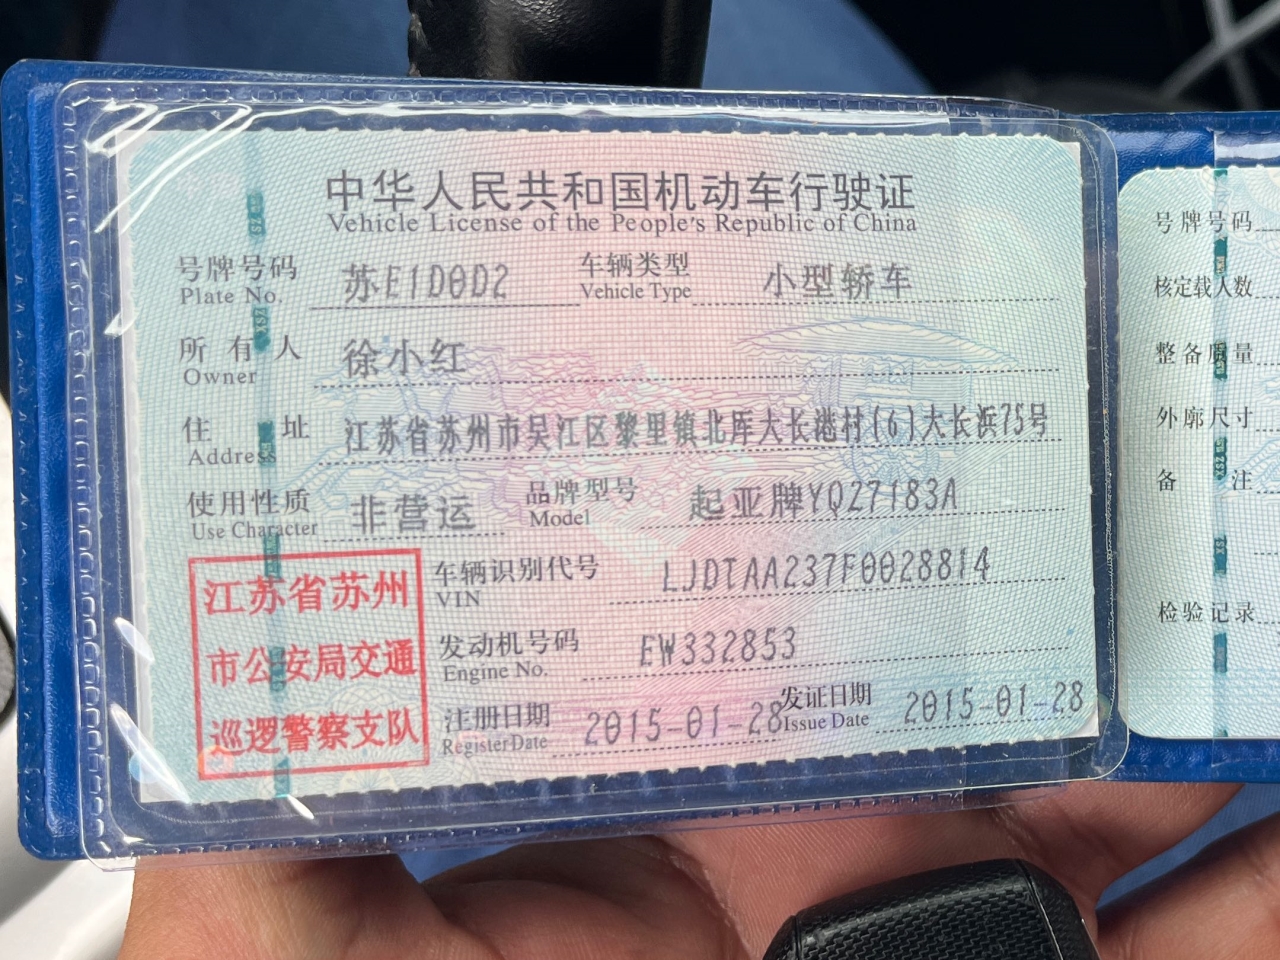 中华人民共和国机动车行驶证
Vehicle License of the People's Republic of China
号牌号码 苏E1D0D2 车辆类型 小型轿车
Plate No. Vehicle Type
所有人 徐小红
Owner
住址 江苏省苏州市吴江区黎里镇北厍大长港村(6)大长浜75号
Address
使用性质 非营运 品牌型号 起亚牌YQZ7183A
Use Character Model
车辆识别代号 LJDTAA237F0028814
VIN
发动机号码 EW332853
Engine No.
注册日期 2015-01-28 发证日期 2015-01-28
Register Date Issue Date
江苏省苏州
市公安局交通
巡逻警察支队
号牌号码
核定载人数
整备质量
外廓尺寸
备注
检验记录